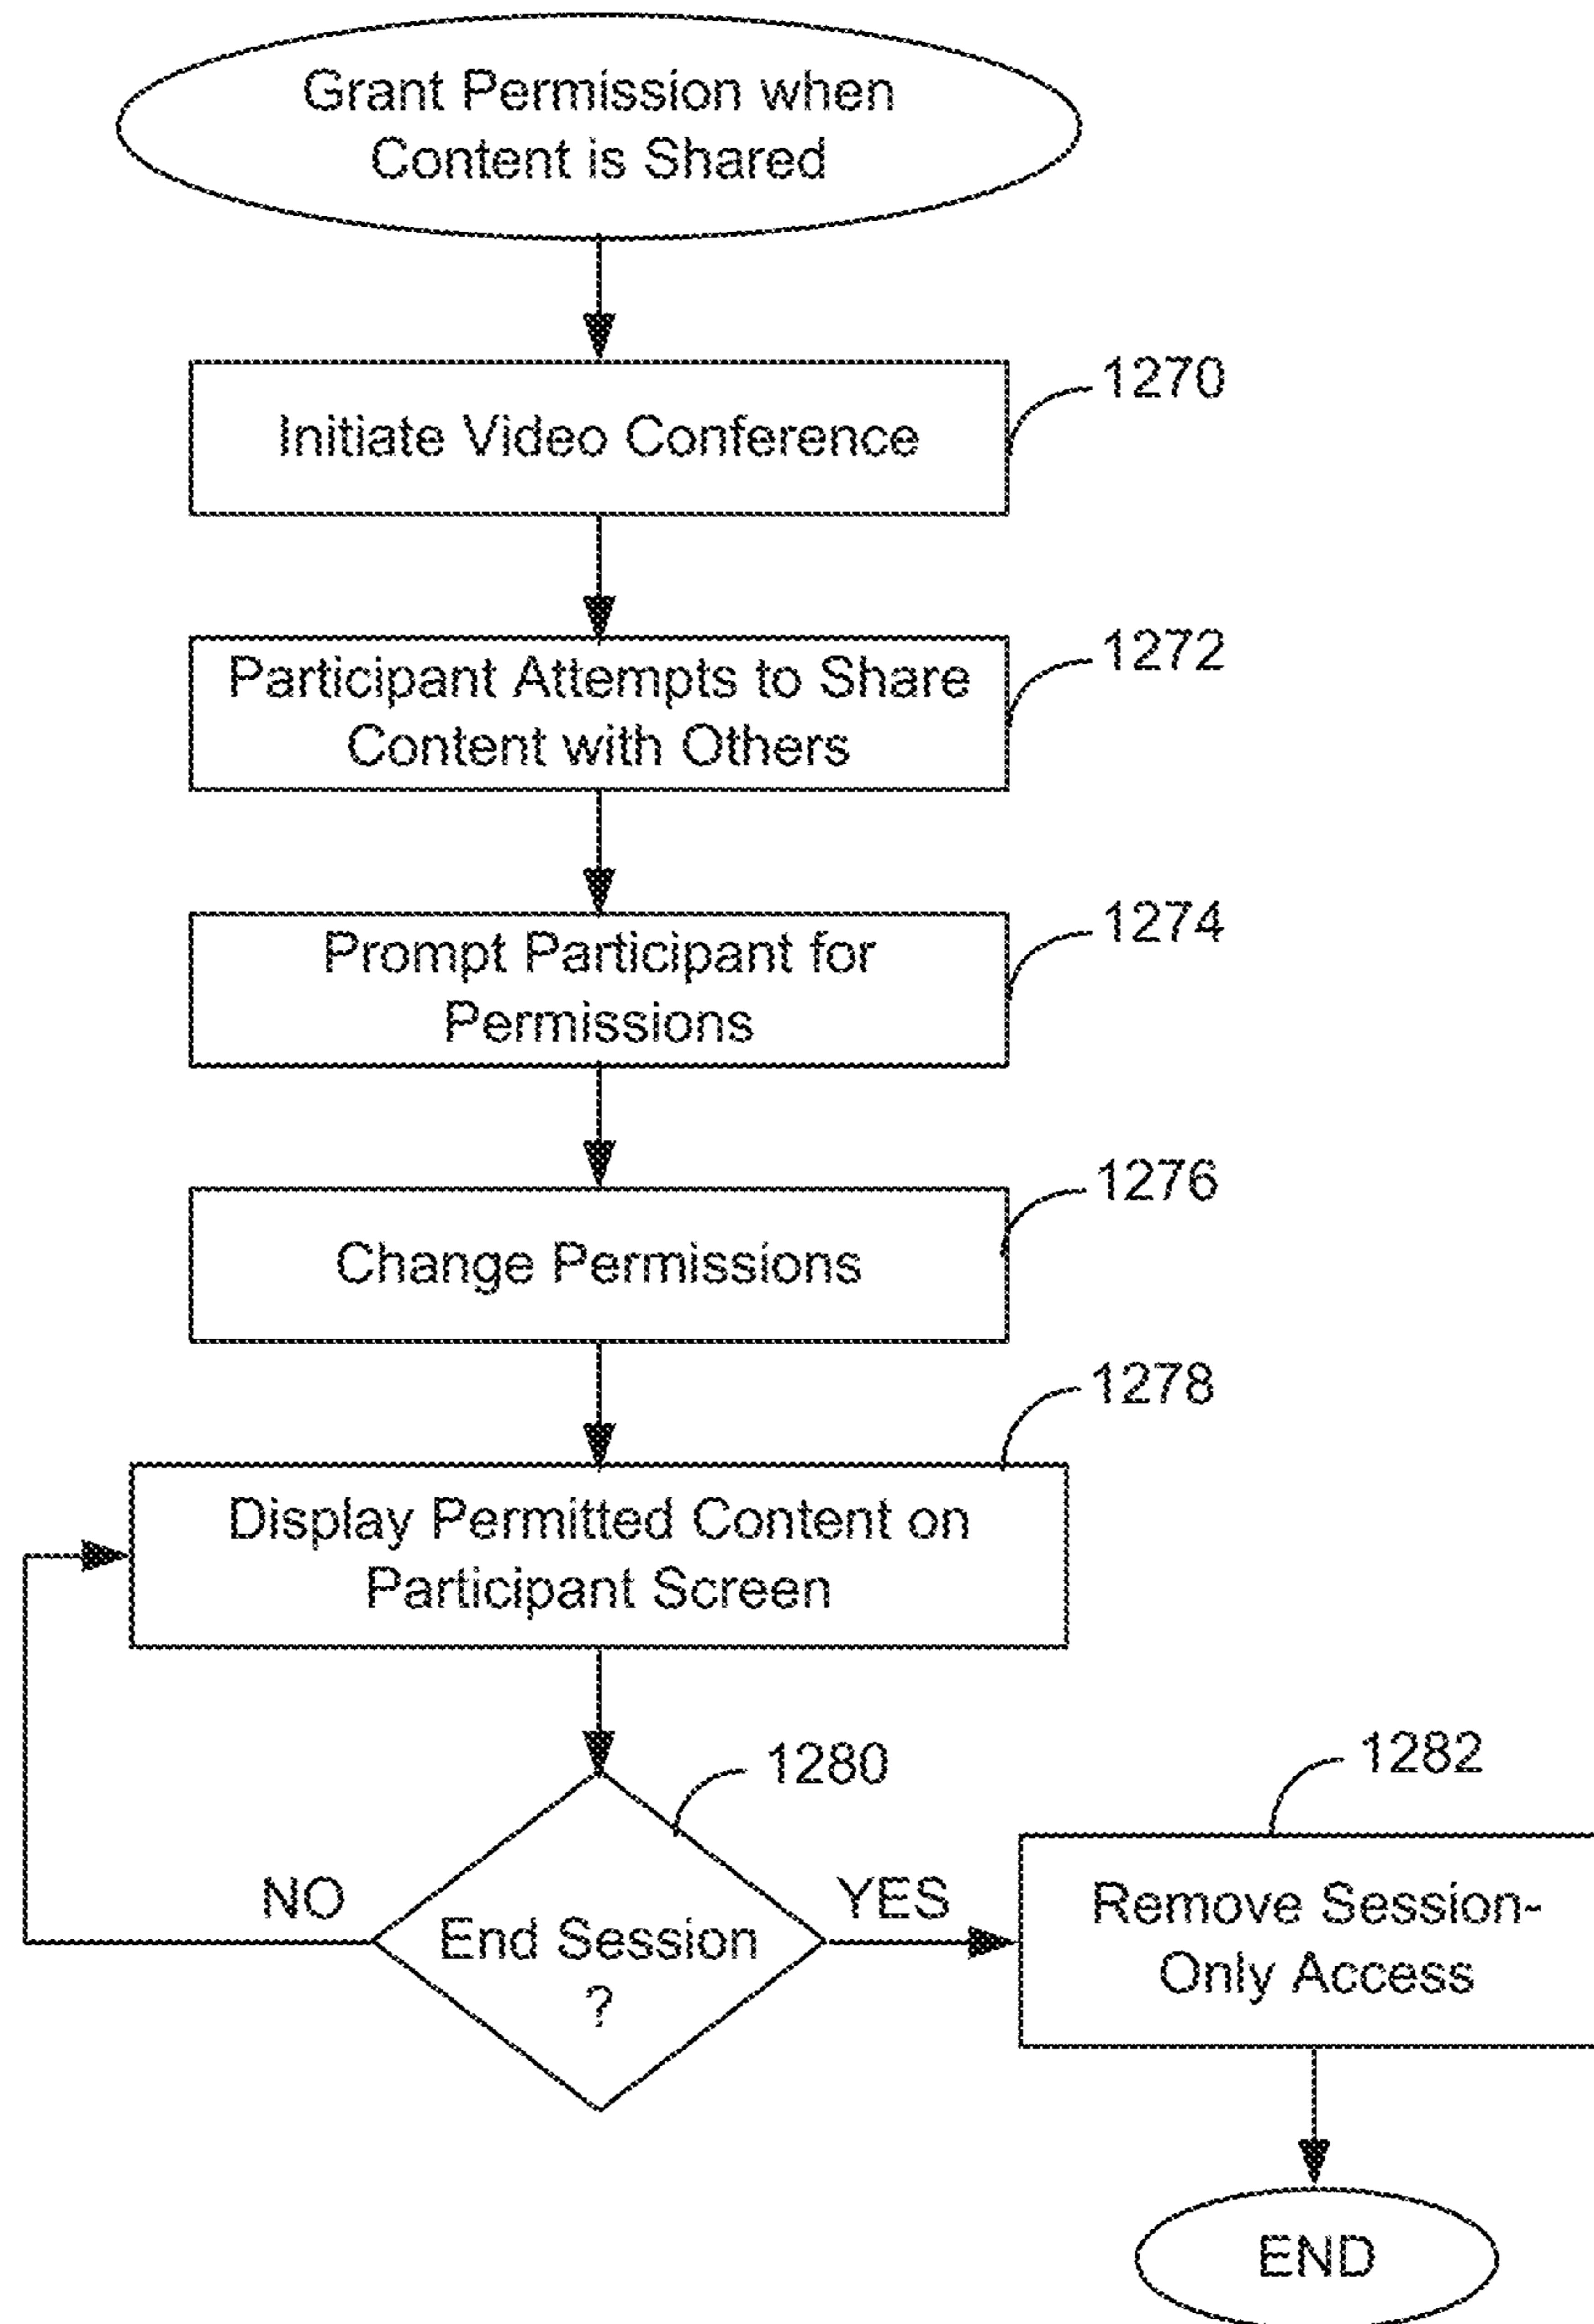 Grant Permission when
Content is Shared
1270
Initiate Video Conference
1272
Participant Attempts to Share
Content with Others
1274
Prompt Participant for
Permissions
1276
Change Permissions
1278
Display Permitted Content on
Participant Screen
1280
1282
NO
YES
End Session
?
Remove Session-
Only Access
END